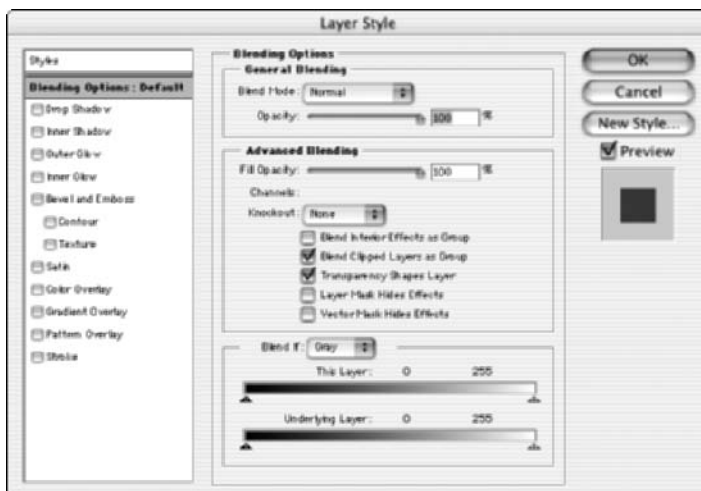 Layer Style
Styles
Blending Options: Default
Drop Shadow
Inner Shadow
Outer Glow
Inner Glow
Bevel and Emboss
Contour
Texture
Satin
Color Overlay
Gradient Overlay
Pattern Overlay
Stroke
Blending Options
General Blending
Blend Mode: Normal
Opacity: 100 %
Advanced Blending
Fill Opacity: 100 %
Channels:
Knockout: None
Blend Interior Effects as Group
Blend Clipped Layers as Group
Transparency Shapes Layer
Layer Mask Hides Effects
Vector Mask Hides Effects
Blend If: Gray
This Layer: 0 255
Underlying Layer: 0 255
OK
Cancel
New Style...
Preview